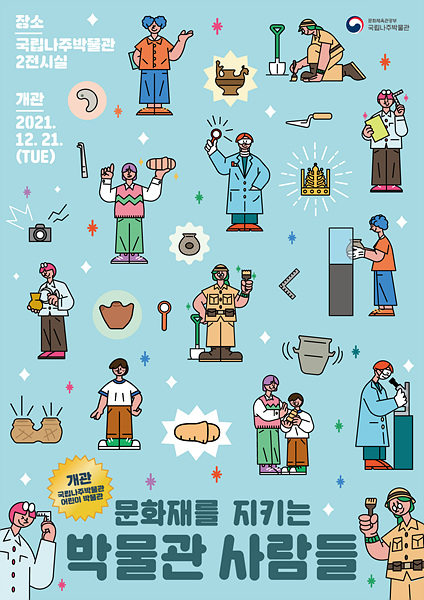 장소
국립나주박물관
2전시실
문화체육관광부
국립나주박물관
개관
2021.
12. 21.
(TUE)
개관
국립나주박물관
어린이 박물관
문화재를 지키는
박물관 사람들